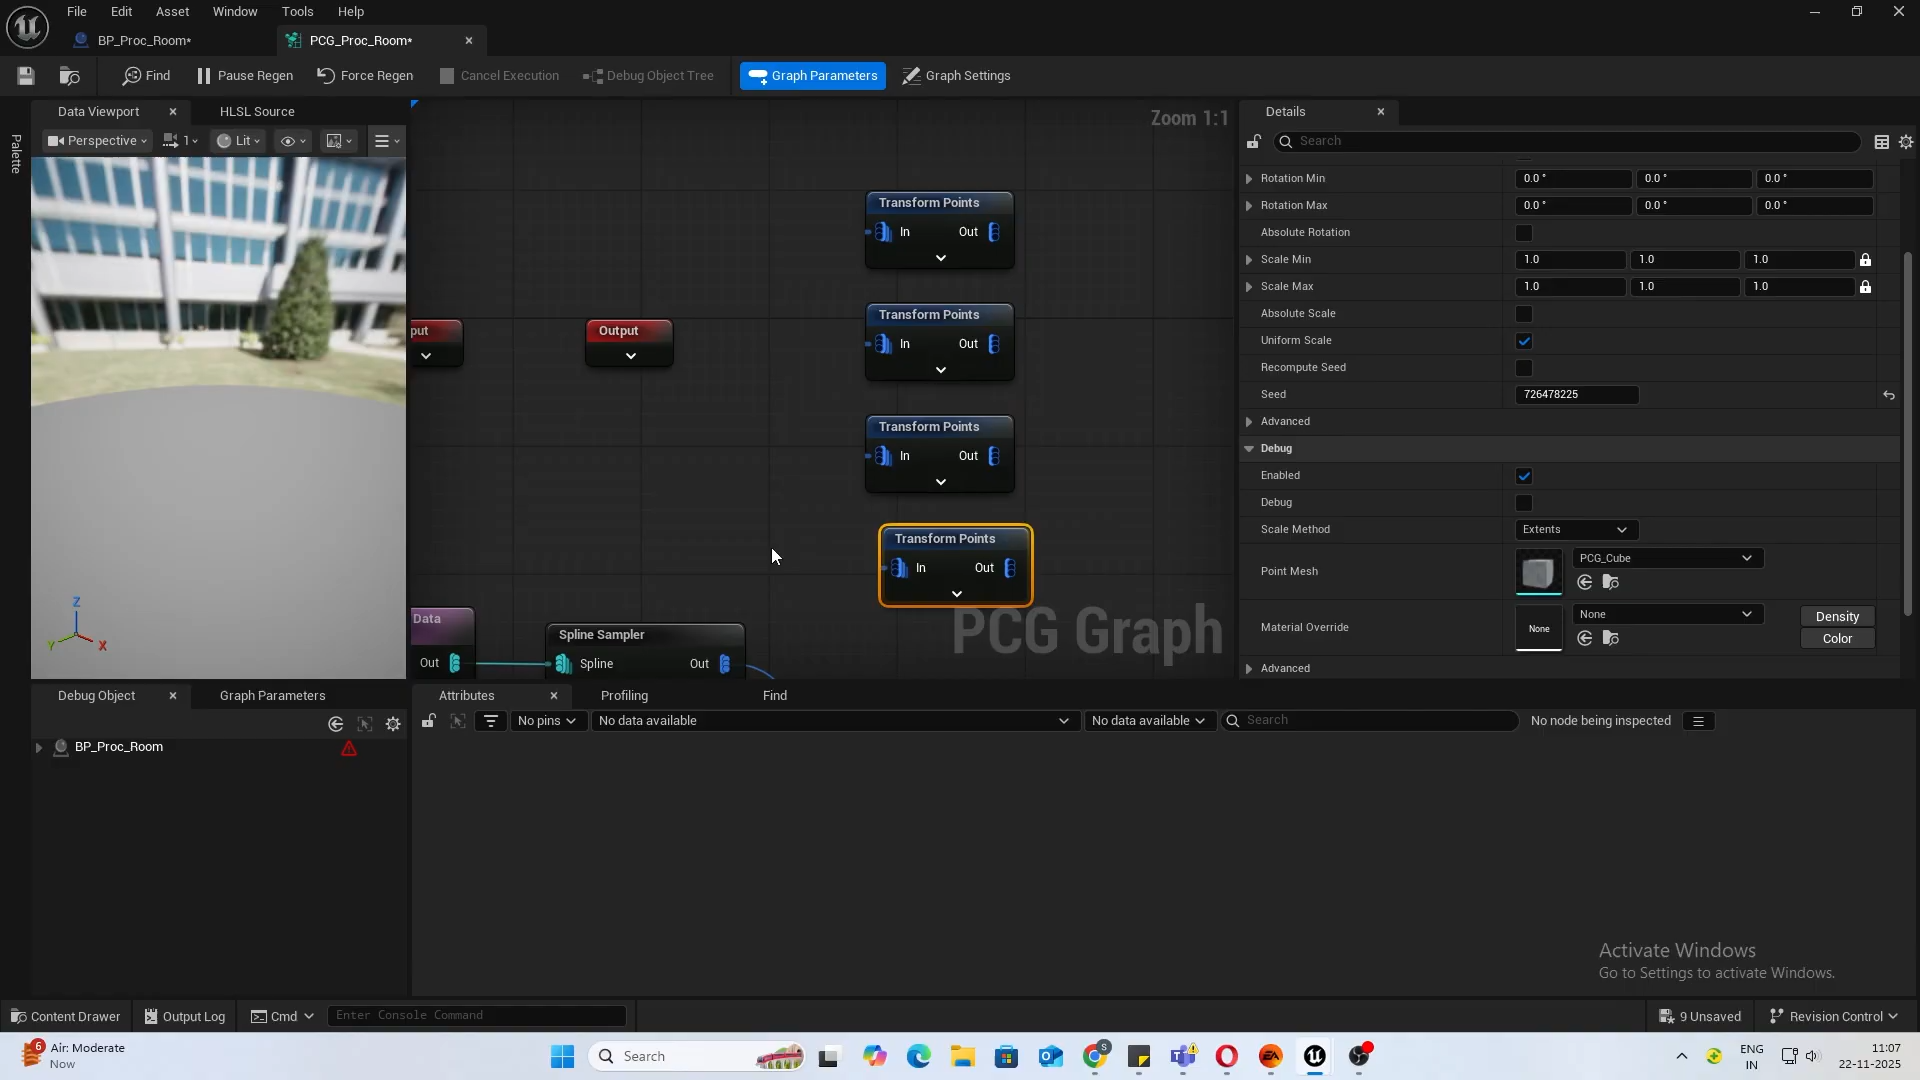 File Edit Asset Window Tools Help
BP_Proc_Room*
PCG_Proc_Room*
Find
Pause Regen
Force Regen
Cancel Execution
Debug Object Tree
Graph Parameters
Graph Settings
Palette
Data Viewport
HLSL Source
Perspective
1
Lit
Zoom 1:1
Transform Points
In Out
Transform Points
In Out
put
Output
Transform Points
In Out
Transform Points
In Out
PCG Graph
Data
Out
Spline Sampler
Spline Out
Z
Y X
Details
Search
Rotation Min 0.0 ° 0.0 ° 0.0 °
Rotation Max 0.0 ° 0.0 ° 0.0 °
Absolute Rotation
Scale Min 1.0 1.0 1.0
Scale Max 1.0 1.0 1.0
Absolute Scale
Uniform Scale
Recompute Seed
Seed 726478225
Advanced
Debug
Enabled
Debug
Scale Method Extents
Point Mesh PCG_Cube
Material Override None None Density
Color
Advanced
Debug Object
Graph Parameters
BP_Proc_Room
Attributes
Profiling
Find
No pins
No data available
No data available
Search
No node being inspected
Activate Windows
Go to Settings to activate Windows.
Content Drawer
Output Log
Cmd
Enter Console Command
9 Unsaved
Revision Control
6
Air: Moderate
Now
Search
S
EA
ENG
IN
11:07
22-11-2025